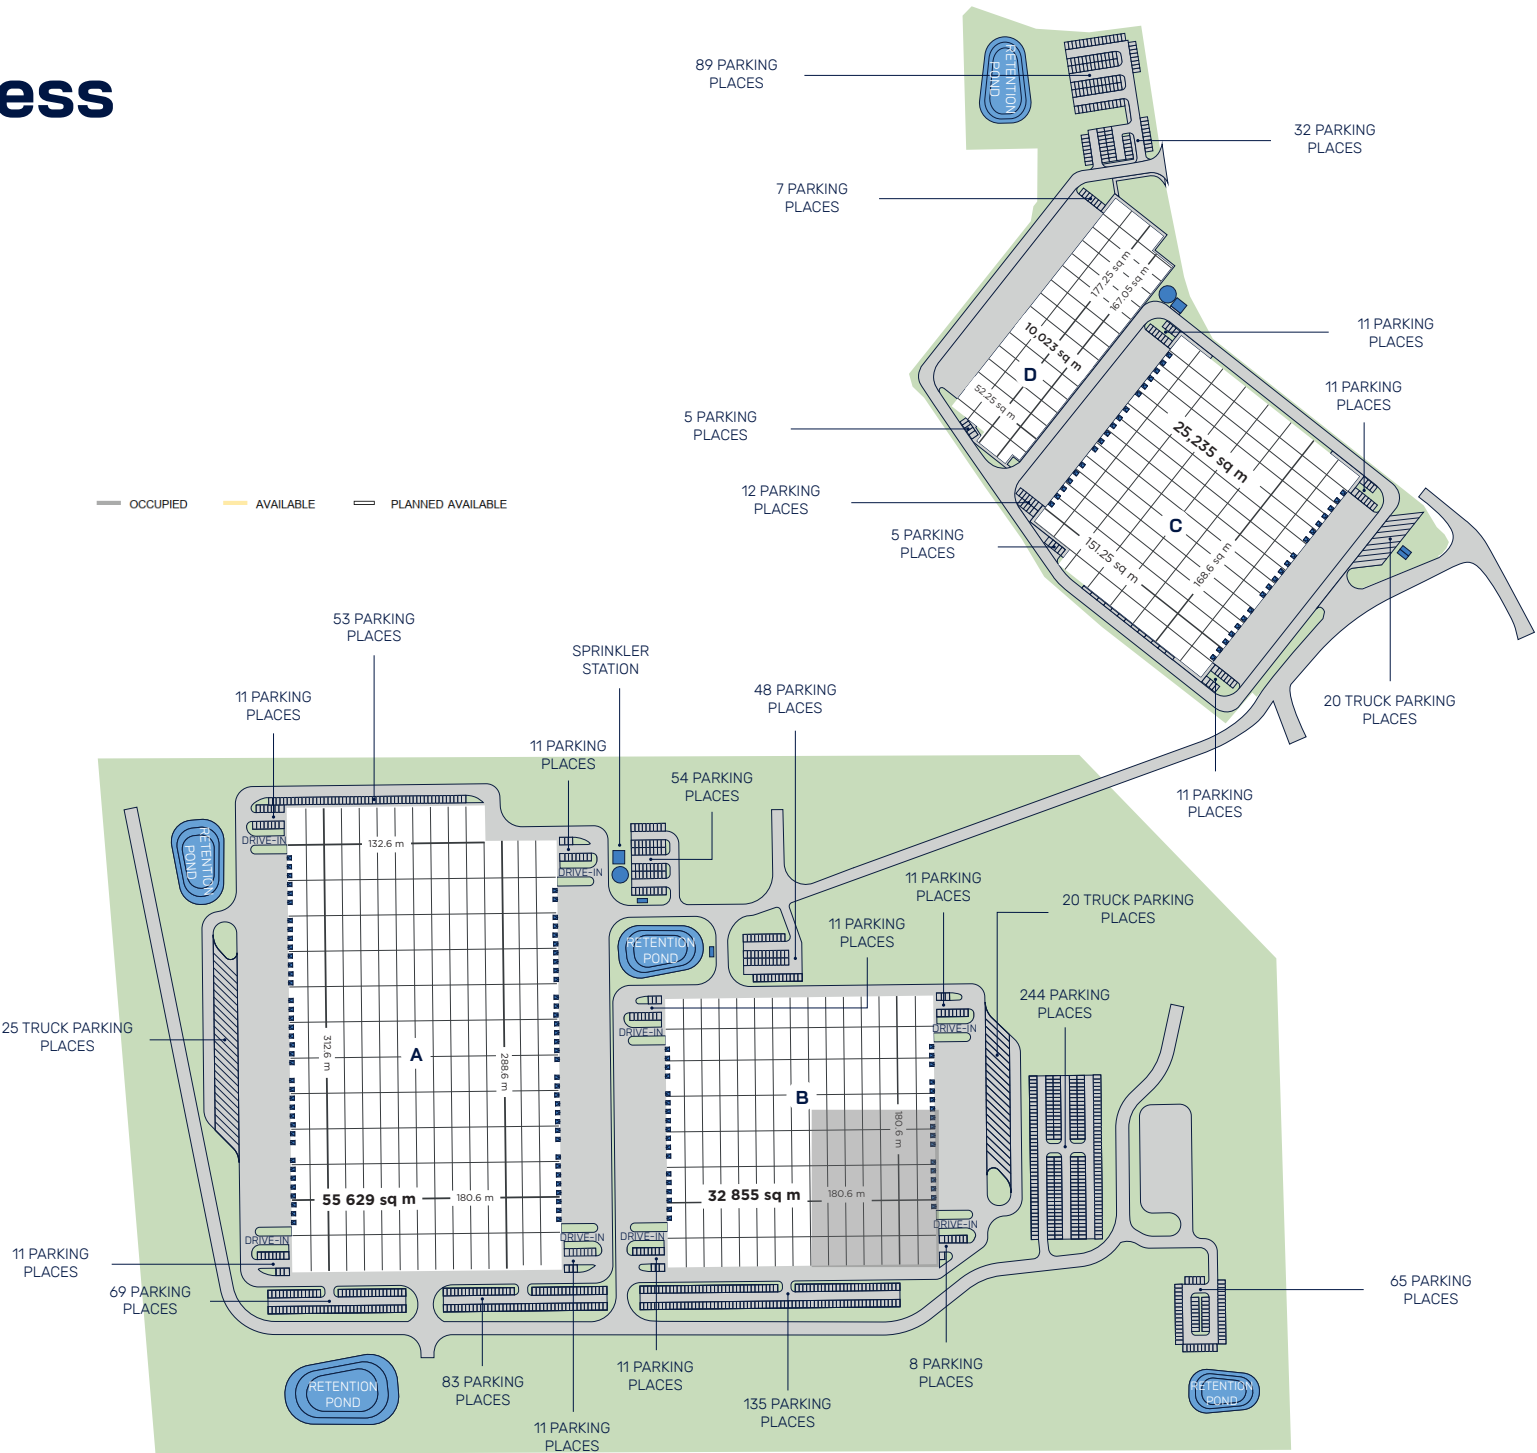 ess
89 PARKING
PLACES
RETENTION
POND
32 PARKING
PLACES
7 PARKING
PLACES
177.25 sq m
167.05 sq m
10,023 sq m
D
52.25 sq m
11 PARKING
PLACES
11 PARKING
PLACES
5 PARKING
PLACES
25,235 sq m
C
151.25 sq m
168.6 sq m
12 PARKING
PLACES
5 PARKING
PLACES
OCCUPIED
AVAILABLE
PLANNED AVAILABLE
53 PARKING
PLACES
SPRINKLER
STATION
11 PARKING
PLACES
48 PARKING
PLACES
20 TRUCK PARKING
PLACES
11 PARKING
PLACES
54 PARKING
PLACES
11 PARKING
PLACES
DRIVE-IN
132.6 m
DRIVE-IN
RETENTION
POND
11 PARKING
PLACES
20 TRUCK PARKING
PLACES
11 PARKING
PLACES
RETENTION
POND
244 PARKING
PLACES
25 TRUCK PARKING
PLACES
DRIVE-IN
DRIVE-IN
312.6 m
A
288.6 m
B
180.6 m
55 629 sq m
180.6 m
32 855 sq m
180.6 m
DRIVE-IN
DRIVE-IN
DRIVE-IN
DRIVE-IN
11 PARKING
PLACES
69 PARKING
PLACES
65 PARKING
PLACES
RETENTION
POND
83 PARKING
PLACES
11 PARKING
PLACES
11 PARKING
PLACES
135 PARKING
PLACES
8 PARKING
PLACES
RETENTION
POND